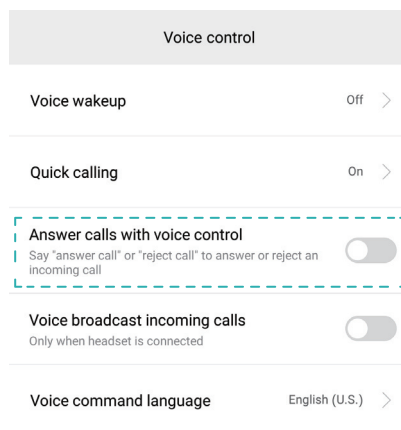 Voice control
Voice wakeup Off
Quick calling On
Answer calls with voice control
Say "answer call" or "reject call" to answer or reject an
incoming call
Voice broadcast incoming calls
Only when headset is connected
Voice command language English (U.S.)